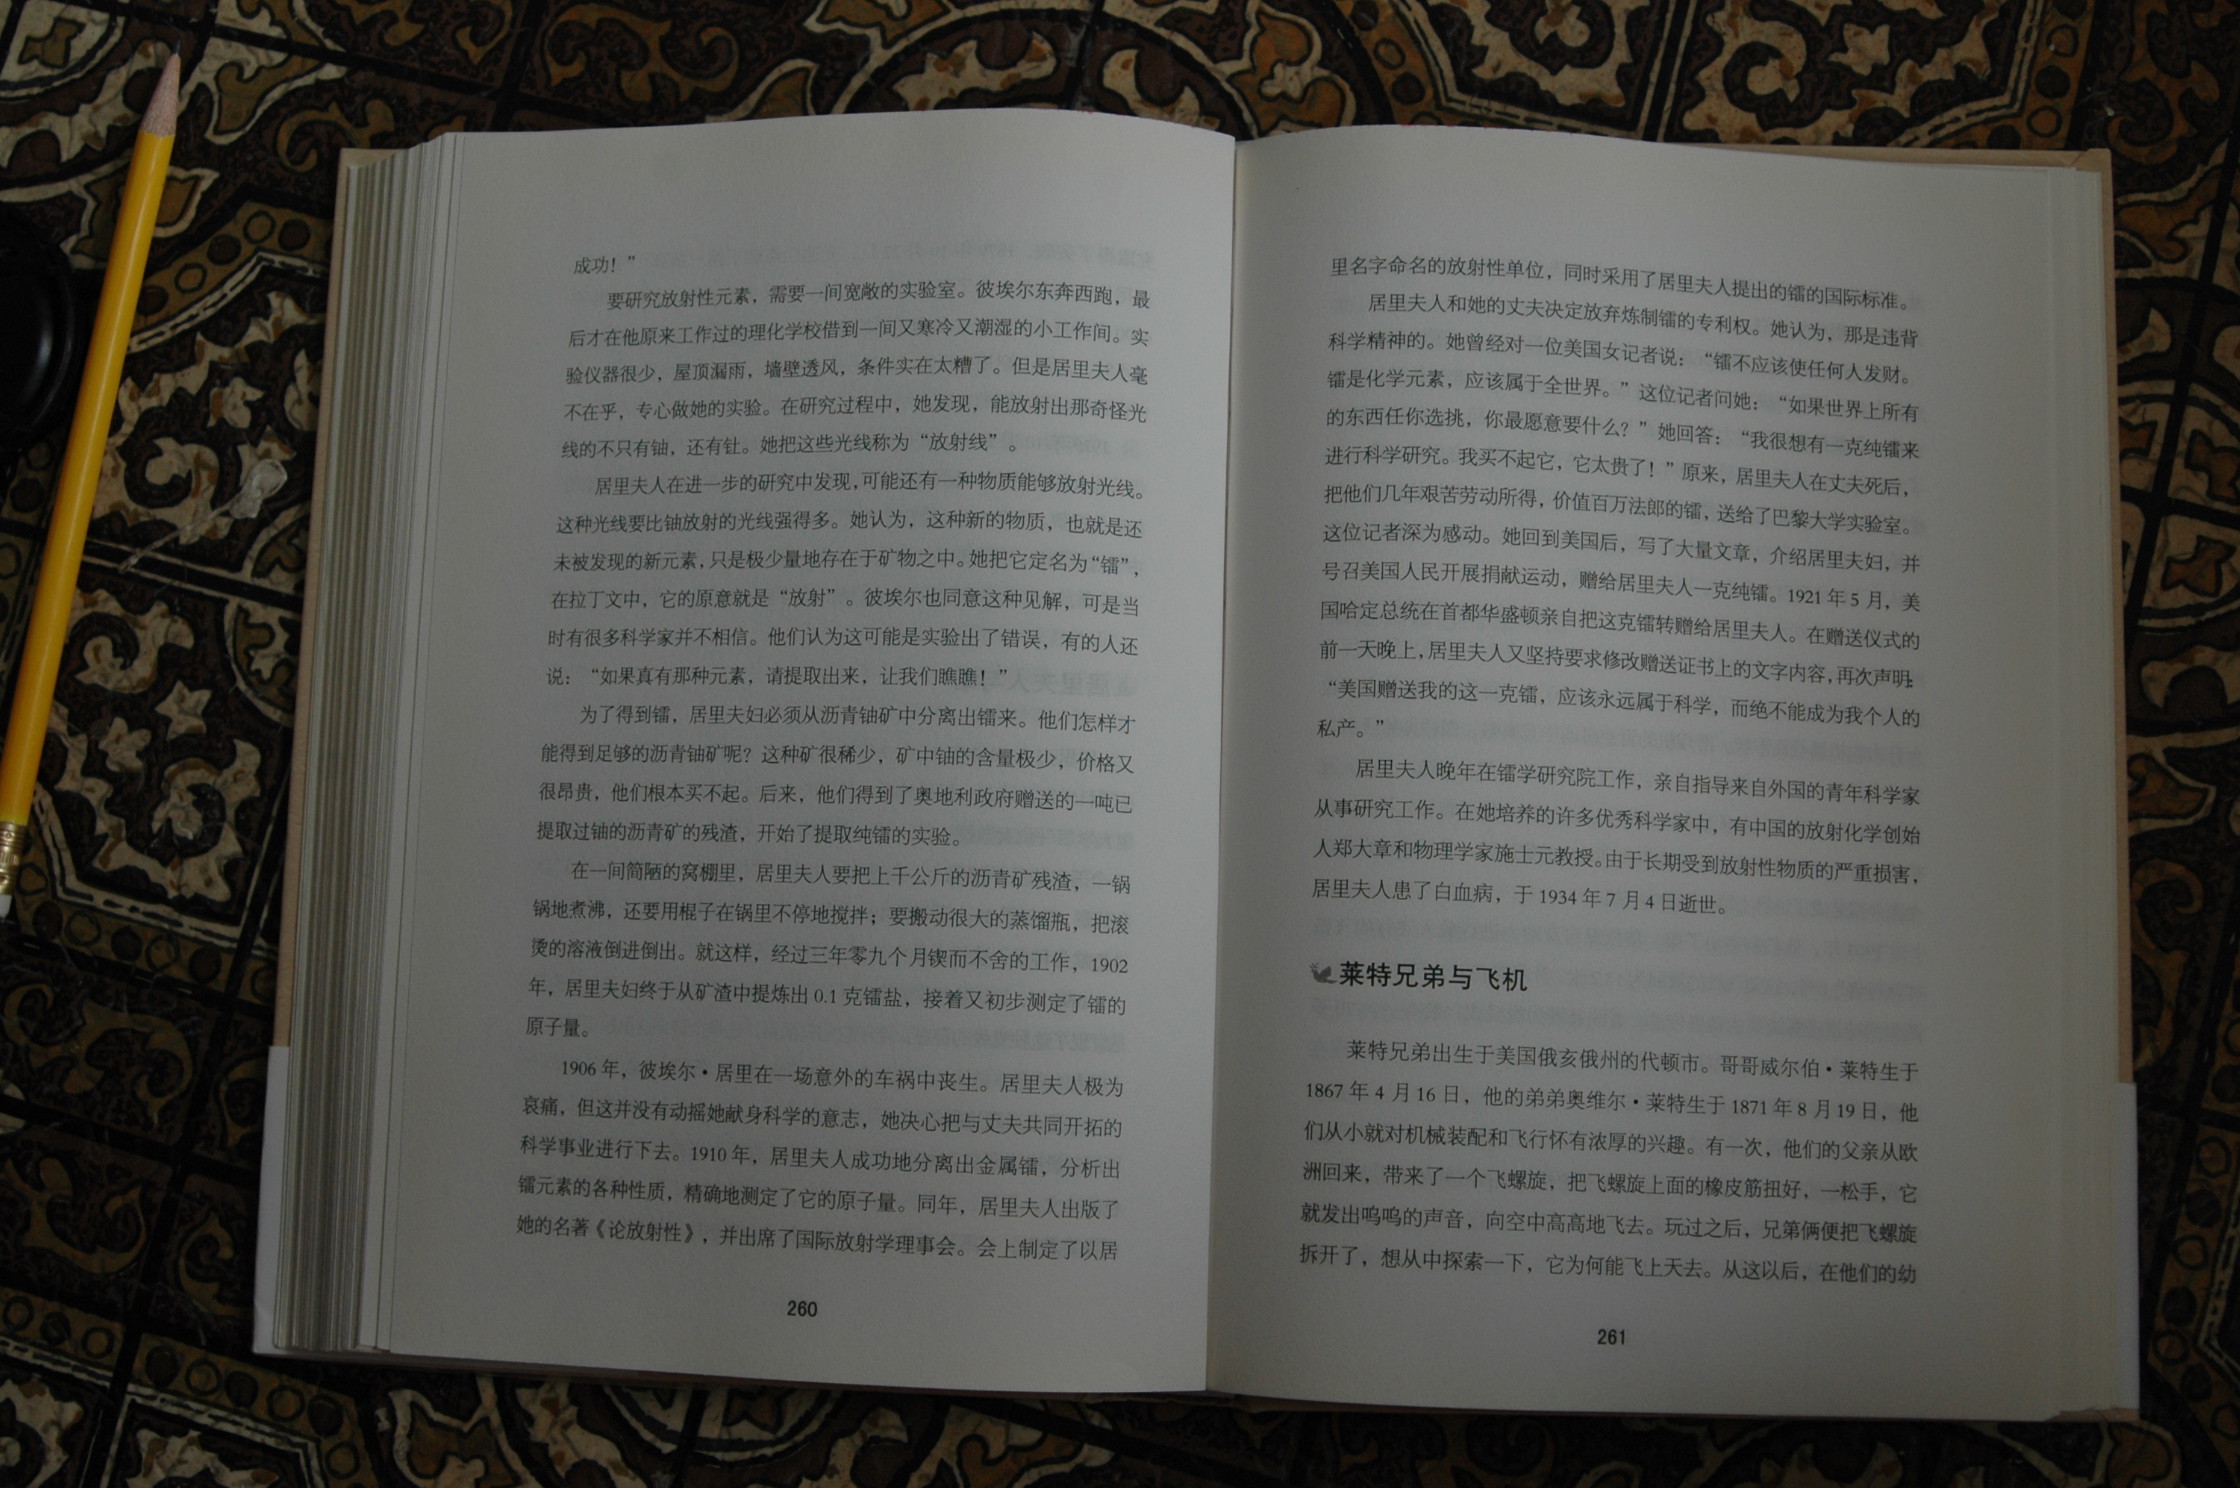 成功！”
要研究放射性元素，需要一间宽敞的实验室。彼埃尔东奔西跑，最
后才在他原来工作过的理化学校借到一间又寒冷又潮湿的小工作间。实
验仪器很少，屋顶漏雨，墙壁透风，条件实在太糟了。但是居里夫人毫
不在乎，专心做她的实验。在研究过程中，她发现，能放射出那奇怪光
线的不只有铀，还有钍。她把这些光线称为“放射线”。
居里夫人在进一步的研究中发现，可能还有一种物质能够放射光线。
这种光线要比铀放射的光线强得多。她认为，这种新的物质，也就是还
未被发现的新元素，只是极少量地存在于矿物之中。她把它定名为“镭”，
在拉丁文中，它的原意就是“放射”。彼埃尔也同意这种见解，可是当
时有很多科学家并不相信。他们认为这可能是实验出了错误，有的人还
说：“如果真有那种元素，请提取出来，让我们瞧瞧！”
为了得到镭，居里夫妇必须从沥青铀矿中分离出镭来。他们怎样才
能得到足够的沥青铀矿呢？这种矿很稀少，矿中铀的含量极少，价格又
很昂贵，他们根本买不起。后来，他们得到了奥地利政府赠送的一吨已
提取过铀的沥青矿的残渣，开始了提取纯镭的实验。
在一间简陋的窝棚里，居里夫人要把上千公斤的沥青矿残渣，一锅
锅地煮沸，还要用棍子在锅里不停地搅拌；要搬动很大的蒸馏瓶，把滚
烫的溶液倒进倒出。就这样，经过三年零九个月锲而不舍的工作，1902
年，居里夫妇终于从矿渣中提炼出 0.1 克镭盐，接着又初步测定了镭的
原子量。
1906 年，彼埃尔·居里在一场意外的车祸中丧生。居里夫人极为
哀痛，但这并没有动摇她献身科学的意志，她决心把与丈夫共同开拓的
科学事业进行下去。1910 年，居里夫人成功地分离出金属镭，分析出
镭元素的各种性质，精确地测定了它的原子量。同年，居里夫人出版了
她的名著《论放射性》，并出席了国际放射学理事会。会上制定了以居
260
里名字命名的放射性单位，同时采用了居里夫人提出的镭的国际标准。
居里夫人和她的丈夫决定放弃炼制镭的专利权。她认为，那是违背
科学精神的。她曾经对一位美国女记者说：“镭不应该使任何人发财。
镭是化学元素，应该属于全世界。”这位记者问她：“如果世界上所有
的东西任你选挑，你最愿意要什么？”她回答：“我很想有一克纯镭来
进行科学研究。我买不起它，它太贵了！”原来，居里夫人在丈夫死后，
把他们几年艰苦劳动所得，价值百万法郎的镭，送给了巴黎大学实验室。
这位记者深为感动。她回到美国后，写了大量文章，介绍居里夫妇，并
号召美国人民开展捐献运动，赠给居里夫人一克纯镭。1921 年 5 月，美
国哈定总统在首都华盛顿亲自把这克镭转赠给居里夫人。在赠送仪式的
前一天晚上，居里夫人又坚持要求修改赠送证书上的文字内容，再次声明：
“美国赠送我的这一克镭，应该永远属于科学，而绝不能成为我个人的
私产。”
居里夫人晚年在镭学研究院工作，亲自指导来自外国的青年科学家
从事研究工作。在她培养的许多优秀科学家中，有中国的放射化学创始
人郑大章和物理学家施士元教授。由于长期受到放射性物质的严重损害，
居里夫人患了白血病，于 1934 年 7 月 4 日逝世。
莱特兄弟与飞机
莱特兄弟出生于美国俄亥俄州的代顿市。哥哥威尔伯·莱特生于
1867 年 4 月 16 日，他的弟弟奥维尔·莱特生于 1871 年 8 月 19 日，他
们从小就对机械装配和飞行怀有浓厚的兴趣。有一次，他们的父亲从欧
洲回来，带来了一个飞螺旋，把飞螺旋上面的橡皮筋扭好，一松手，它
就发出呜呜的声音，向空中高高地飞去。玩过之后，兄弟俩便把飞螺旋
拆开了，想从中探索一下，它为何能飞上天去。从这以后，在他们的幼
261